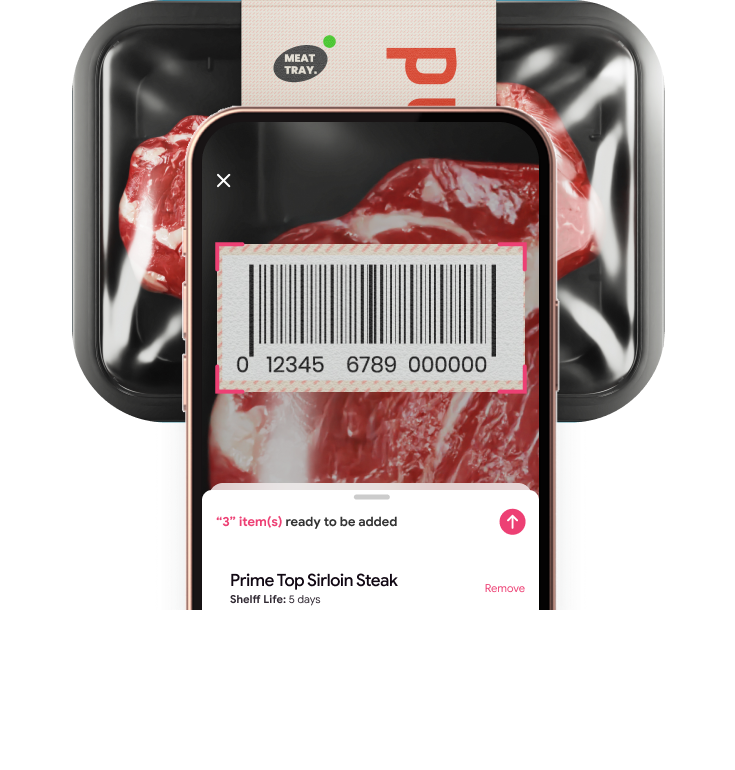 MEAT
TRAY.
0 12345 6789 000000
“3” item(s) ready to be added
Prime Top Sirloin Steak
Shelff Life: 5 days
Remove